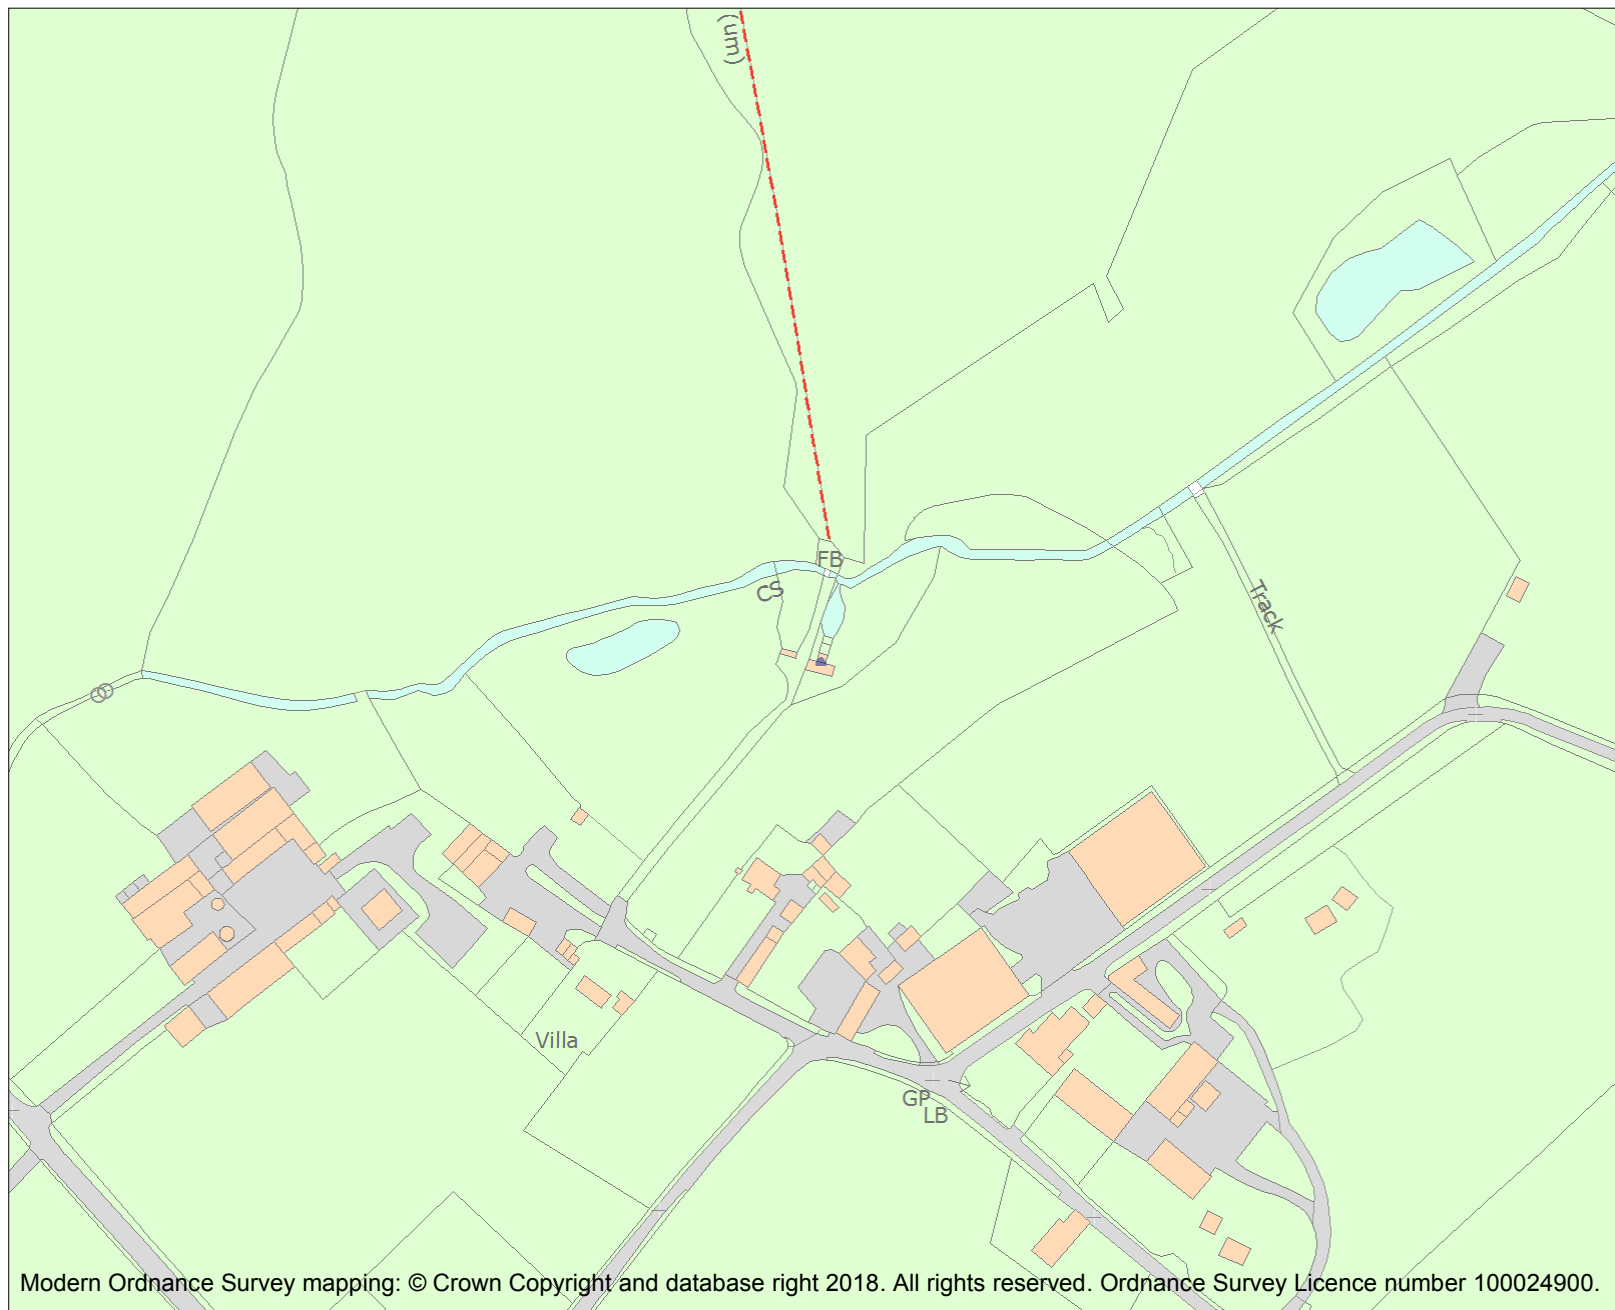 (um)
FB
CS
Track
Villa
GP
LB
Modern Ordnance Survey mapping: © Crown Copyright and database right 2018. All rights reserved. Ordnance Survey Licence number 100024900.